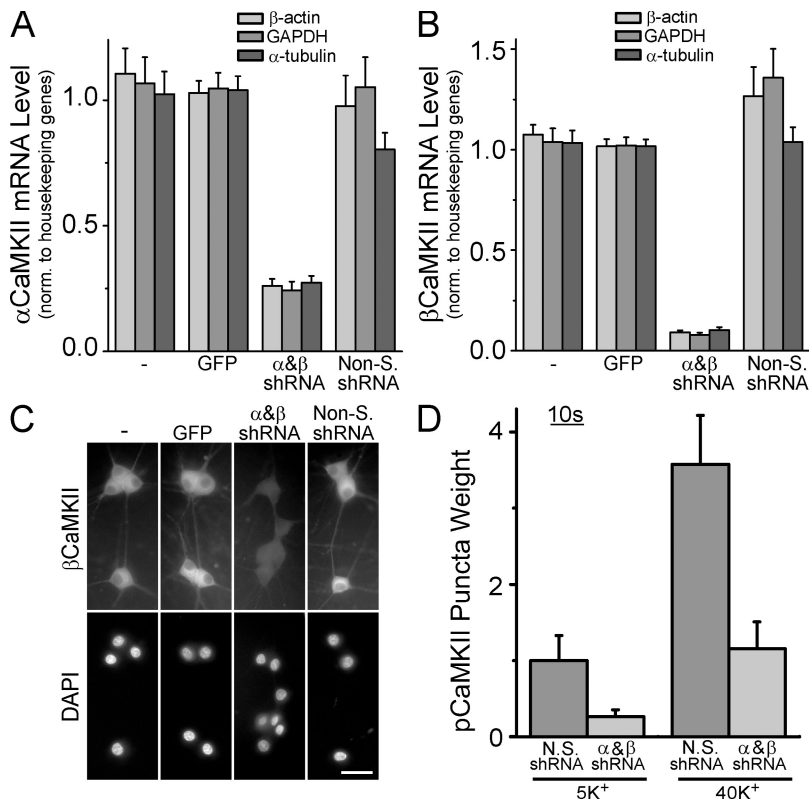 A
β-actin
GAPDH
α-tubulin
αCaMKII mRNA Level
(norm. to housekeeping genes)
1.0
0.5
0.0
-
GFP
α&β
shRNA
Non-S.
shRNA
B
β-actin
GAPDH
α-tubulin
βCaMKII mRNA Level
(norm. to housekeeping genes)
1.5
1.0
0.5
0.0
-
GFP
α&β
shRNA
Non-S.
shRNA
C
-
GFP
α&β
shRNA
Non-S.
shRNA
βCaMKII
DAPI
D
10s
pCaMKII Puncta Weight
4
2
0
N.S.
shRNA
α&β
shRNA
N.S.
shRNA
α&β
shRNA
5K⁺
40K⁺